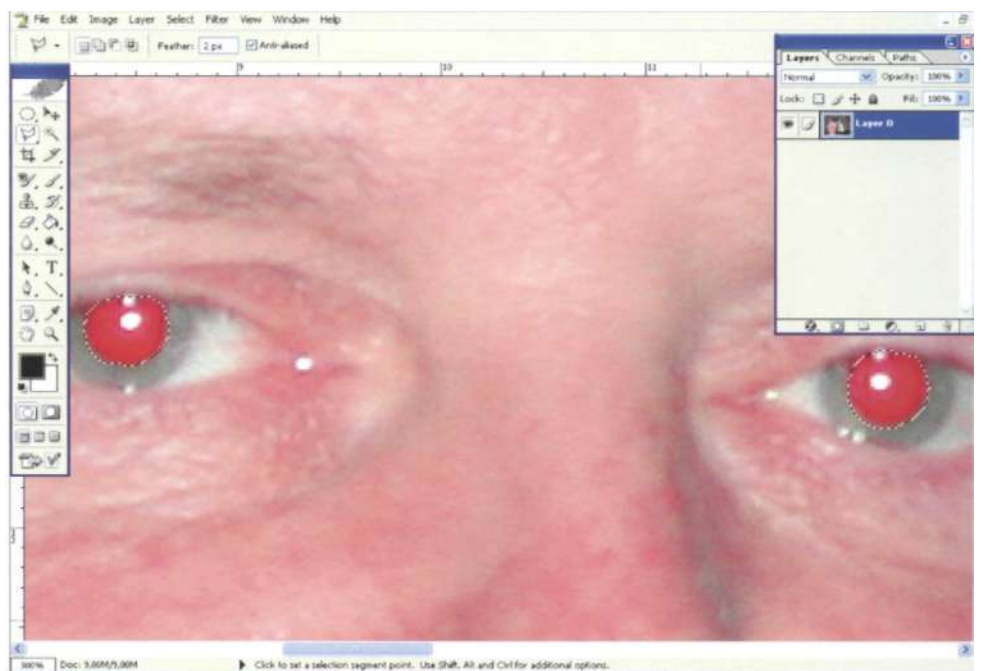 File Edit Image Layer Select Filter View Window Help
Feather: 2 px Anti-aliased
Layers Channels Paths
Normal Opacity: 100%
Lock: Fill: 100%
Layer 0
9 10 11
T
300% Doc: 9,00M/9,00M Click to set a selection segment point. Use Shift, Alt and Ctrl for additional options.